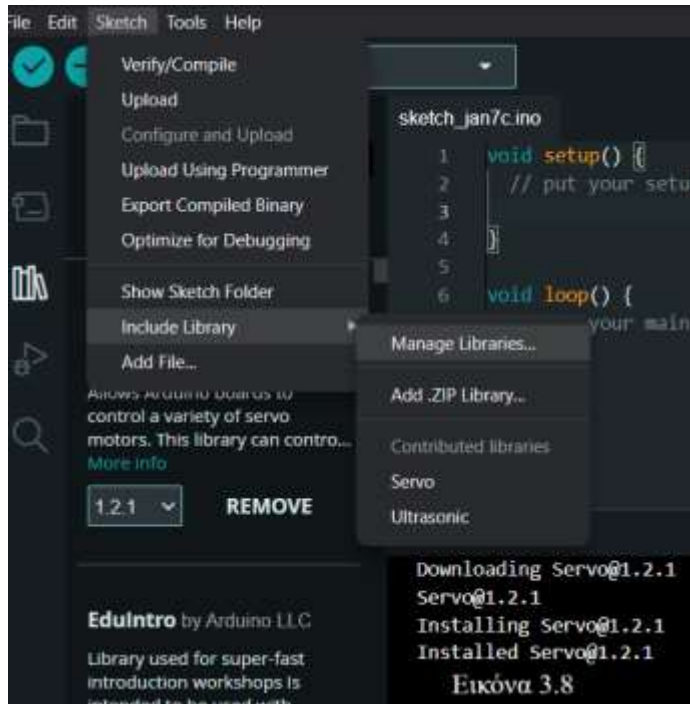 File Edit Sketch Tools Help
Verify/Compile
Upload
Configure and Upload
Upload Using Programmer
Export Compiled Binary
Optimize for Debugging
Show Sketch Folder
Include Library
Add File...
Manage Libraries...
Add .ZIP Library...
Contributed libraries
Servo
Ultrasonic
sketch_jan7c.ino
1 void setup() {
2 // put your setu
3
4 }
5
6 void loop() {
your main
Allows Arduino boards to
control a variety of servo
motors. This library can contro...
More info
1.2.1 REMOVE
EduIntro by Arduino LLC
Library used for super-fast
introduction workshops Is
intended to be used with
Downloading Servo@1.2.1
Servo@1.2.1
Installing Servo@1.2.1
Installed Servo@1.2.1
Εικόνα 3.8